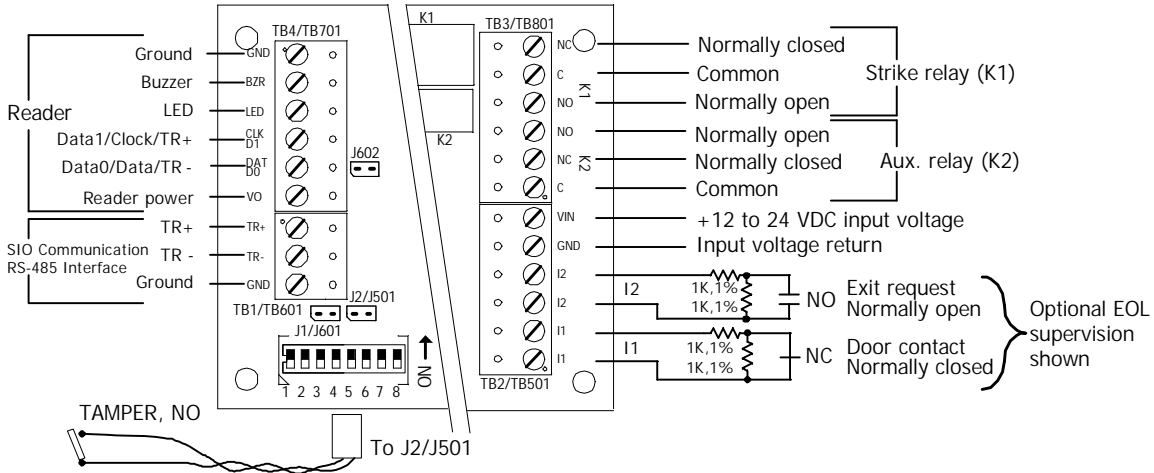 TB4/TB701
Reader
Ground GND
Buzzer BZR
LED LED
Data1/Clock/TR+ CLK D1
Data0/Data/TR - DAT D0
Reader power VO
J602
SIO Communication
RS-485 Interface
TR+ TR+
TR - TR-
Ground GND
TB1/TB601
J2/J501
J1/J601
1 2 3 4 5 6 7 8
ON
TAMPER, NO
To J2/J501
K1
K2
TB3/TB801
NC Normally closed
C Common
NO Normally open
K1
Strike relay (K1)
NO Normally open
NC Normally closed
C Common
K2
Aux. relay (K2)
VIN +12 to 24 VDC input voltage
GND Input voltage return
I2
I2
I2
1K,1%
1K,1%
NO
Exit request
Normally open
I1
I1
I1
1K,1%
1K,1%
NC
Door contact
Normally closed
Optional EOL
supervision
shown
TB2/TB501